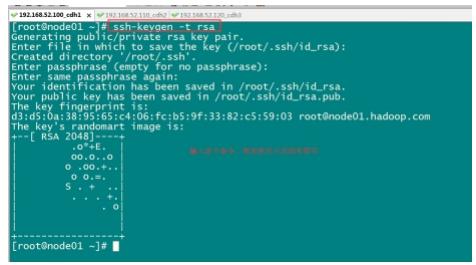 192.168.52.100_cdh1 × 192.168.52.110_cdh2 192.168.52.120_cdh3
[root@node01 ~]# ssh-keygen -t rsa
Generating public/private rsa key pair.
Enter file in which to save the key (/root/.ssh/id_rsa):
Created directory '/root/.ssh'.
Enter passphrase (empty for no passphrase):
Enter same passphrase again:
Your identification has been saved in /root/.ssh/id_rsa.
Your public key has been saved in /root/.ssh/id_rsa.pub.
The key fingerprint is:
d3:d5:0a:38:95:65:c4:06:fc:b5:9f:33:82:c5:59:03 root@node01.hadoop.com
The key's randomart image is:
+--[ RSA 2048]----+
| .o*+E. |
| oo.o..o |
| o .oo.+.. |
| o o.=. |
| S . + ..|
| . . . +.|
| . o|
| |
| |
+-----------------+
[root@node01 ~]#